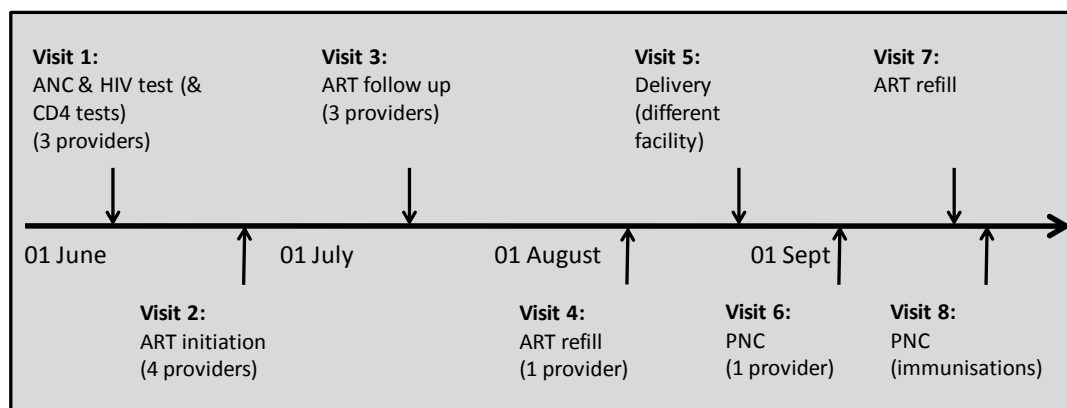 Visit 1:
ANC & HIV test (&
CD4 tests)
(3 providers)
Visit 3:
ART follow up
(3 providers)
Visit 5:
Delivery
(different
facility)
Visit 7:
ART refill
01 June
01 July
01 August
01 Sept
Visit 2:
ART initiation
(4 providers)
Visit 4:
ART refill
(1 provider)
Visit 6:
PNC
(1 provider)
Visit 8:
PNC
(immunisations)